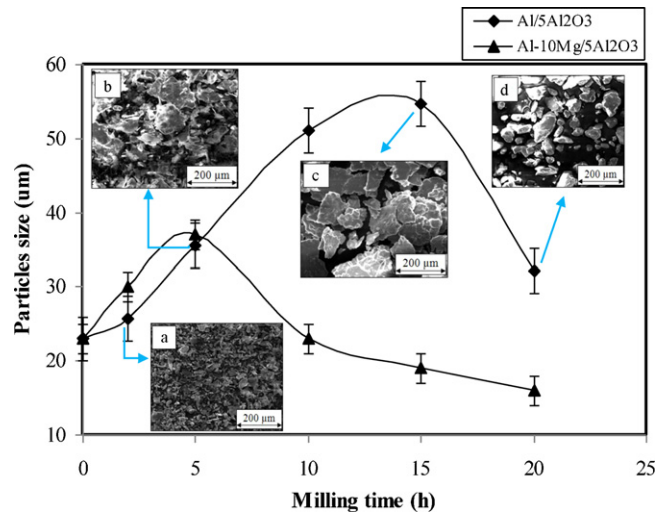 Al/5Al2O3
Al-10Mg/5Al2O3
Particles size (um)
60
50
40
30
20
10
b
200 µm
d
200 µm
c
200 µm
a
200 µm
0
5
10
15
20
25
Milling time (h)